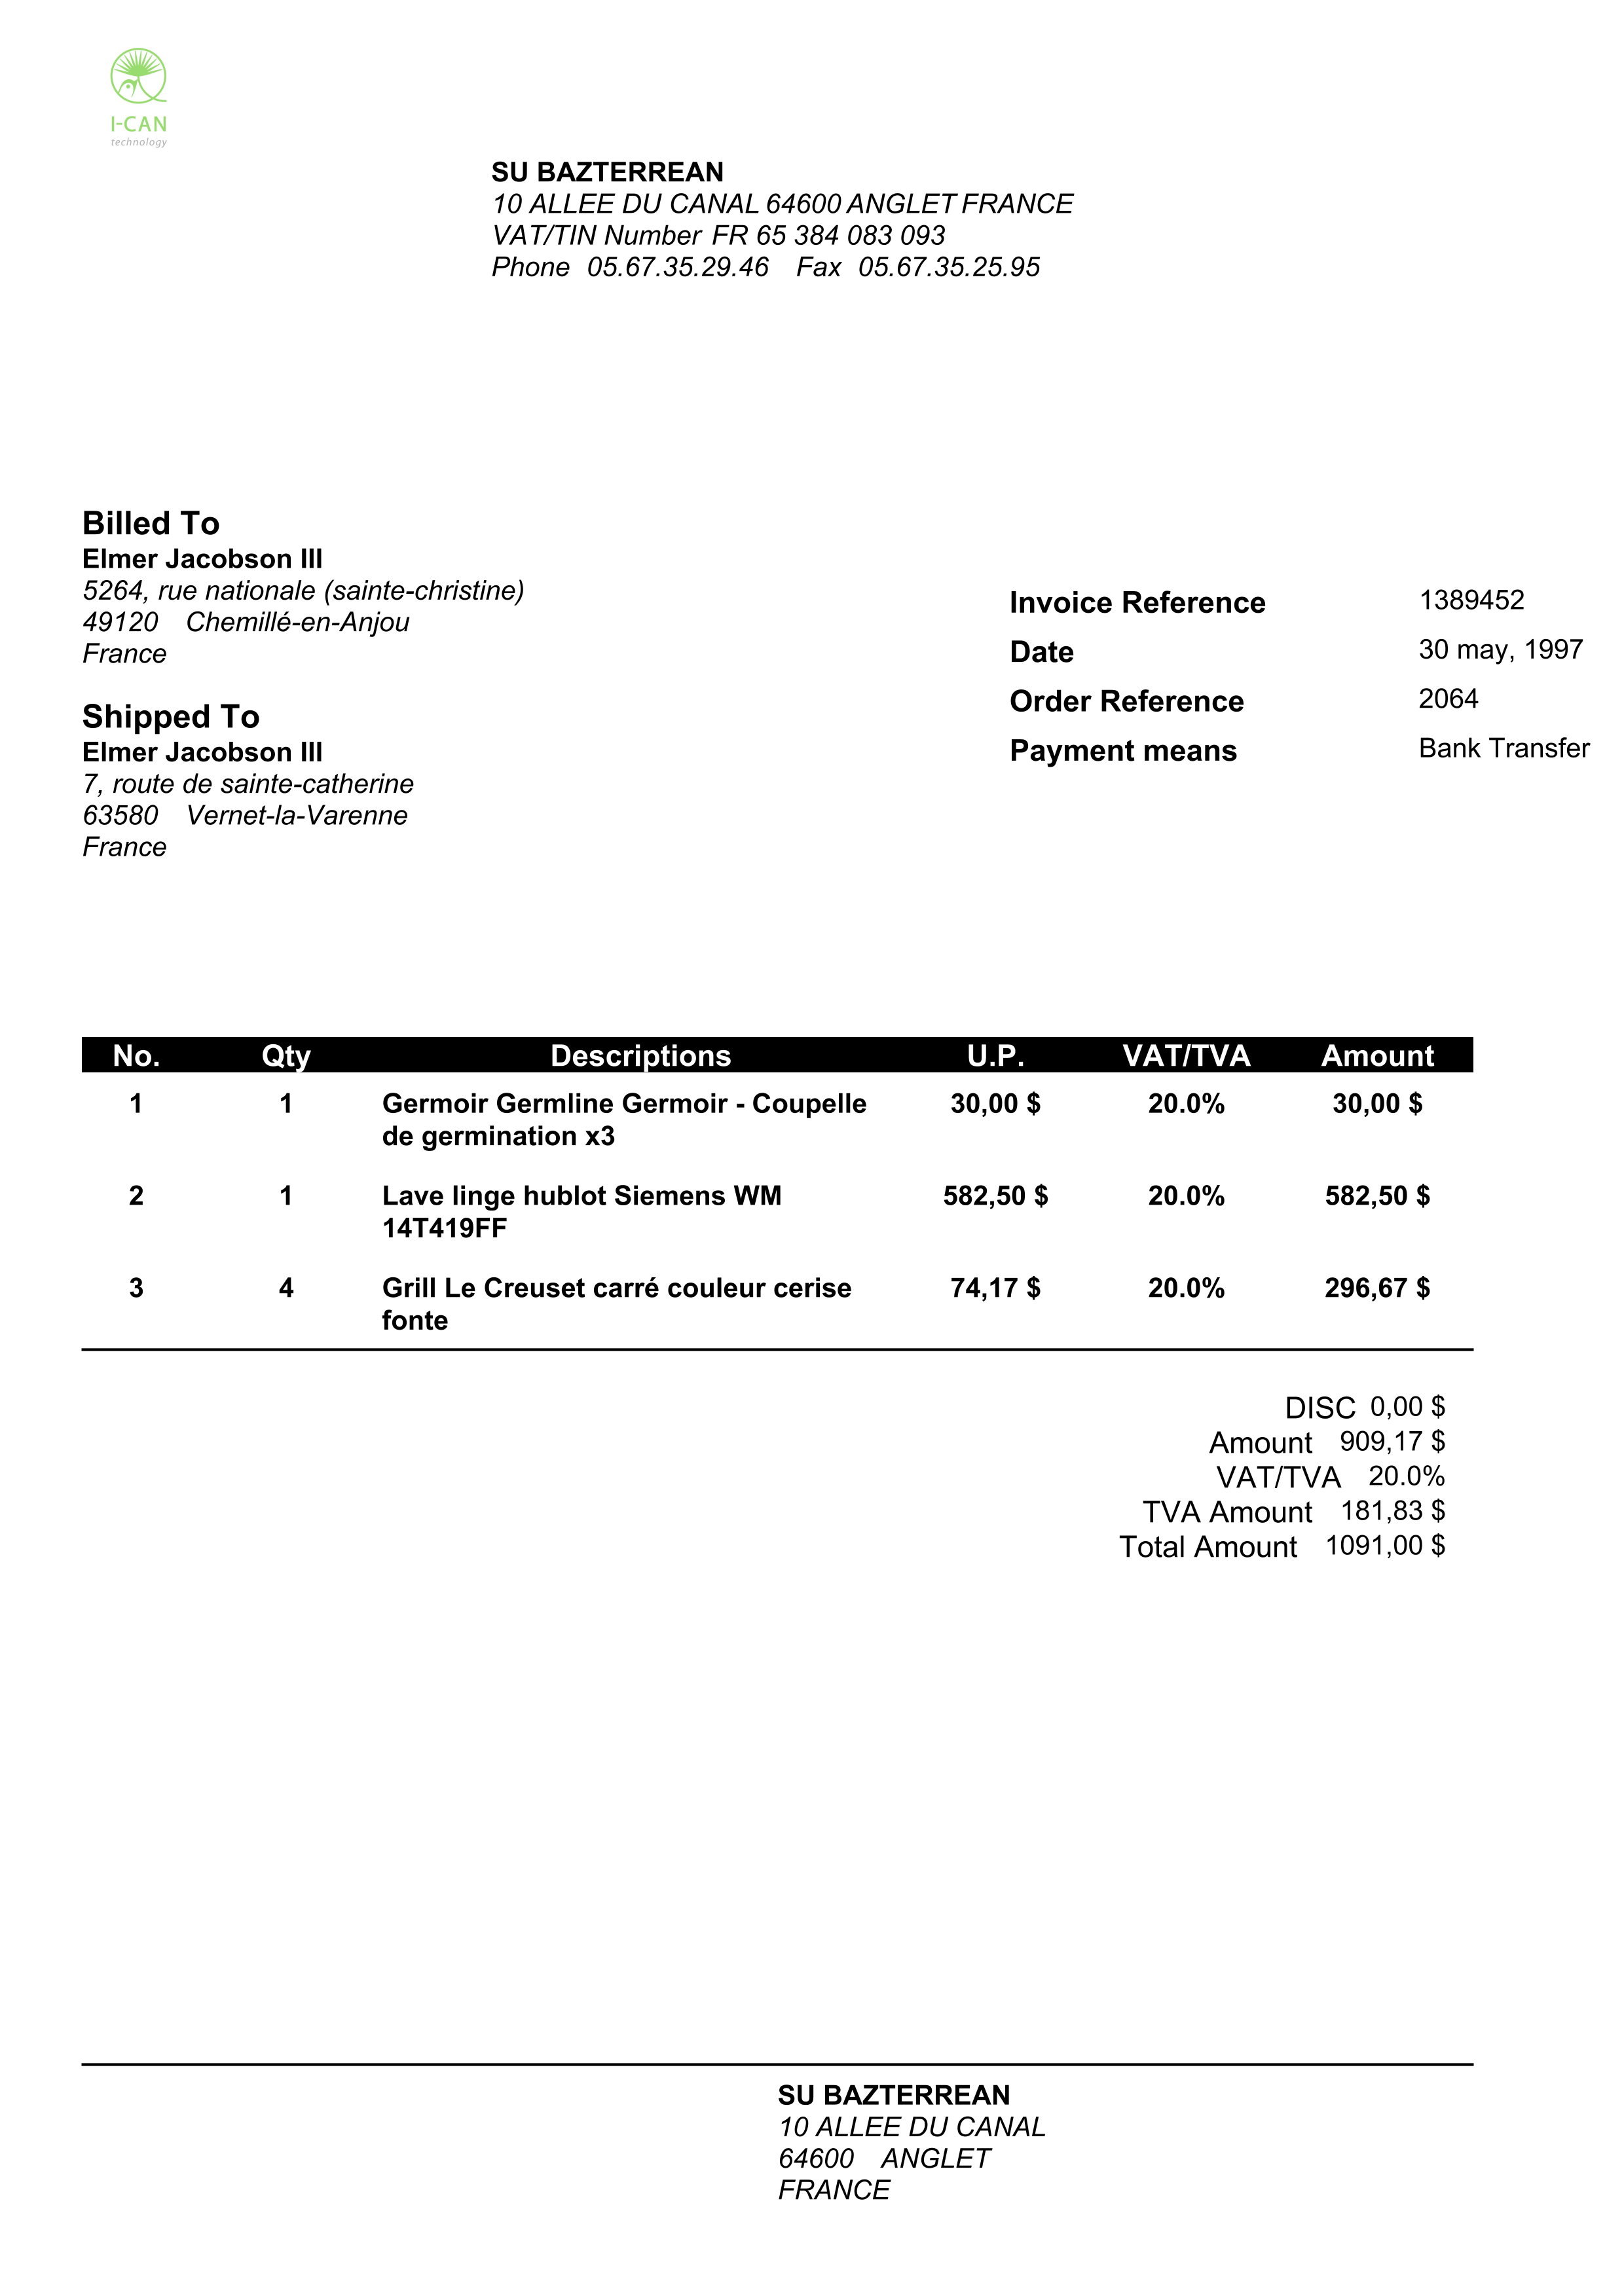 I-CAN
technology
SU BAZTERREAN
10 ALLEE DU CANAL 64600 ANGLET FRANCE
VAT/TIN Number FR 65 384 083 093
Phone 05.67.35.29.46 Fax 05.67.35.25.95
Billed To
Elmer Jacobson III
5264, rue nationale (sainte-christine)
49120 Chemillé-en-Anjou
France
Shipped To
Elmer Jacobson III
7, route de sainte-catherine
63580 Vernet-la-Varenne
France
Invoice Reference 1389452
Date 30 may, 1997
Order Reference 2064
Payment means Bank Transfer
No. Qty Descriptions U.P. VAT/TVA Amount
1 1 Germoir Germline Germoir - Coupelle 30,00 $ 20.0% 30,00 $
de germination x3
2 1 Lave linge hublot Siemens WM 582,50 $ 20.0% 582,50 $
14T419FF
3 4 Grill Le Creuset carré couleur cerise 74,17 $ 20.0% 296,67 $
fonte
DISC 0,00 $
Amount 909,17 $
VAT/TVA 20.0%
TVA Amount 181,83 $
Total Amount 1091,00 $
SU BAZTERREAN
10 ALLEE DU CANAL
64600 ANGLET
FRANCE